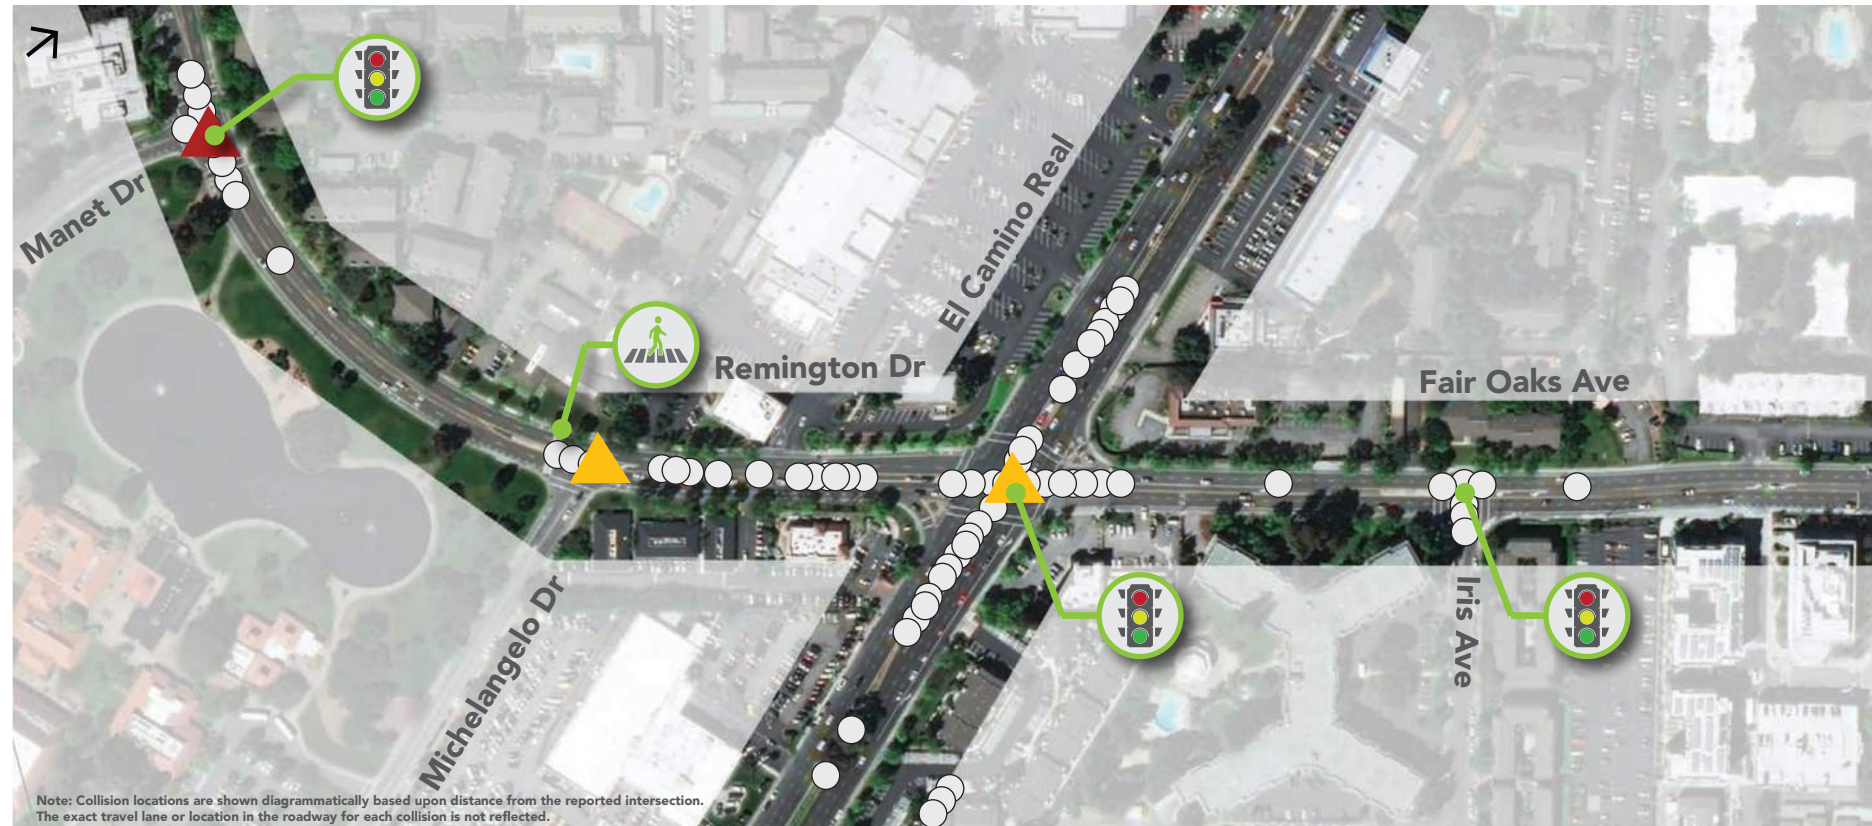 Manet Dr
El Camino Real
Remington Dr
Fair Oaks Ave
Michelangelo Dr
Iris Ave
Note: Collision locations are shown diagrammatically based upon distance from the reported intersection.
The exact travel lane or location in the roadway for each collision is not reflected.